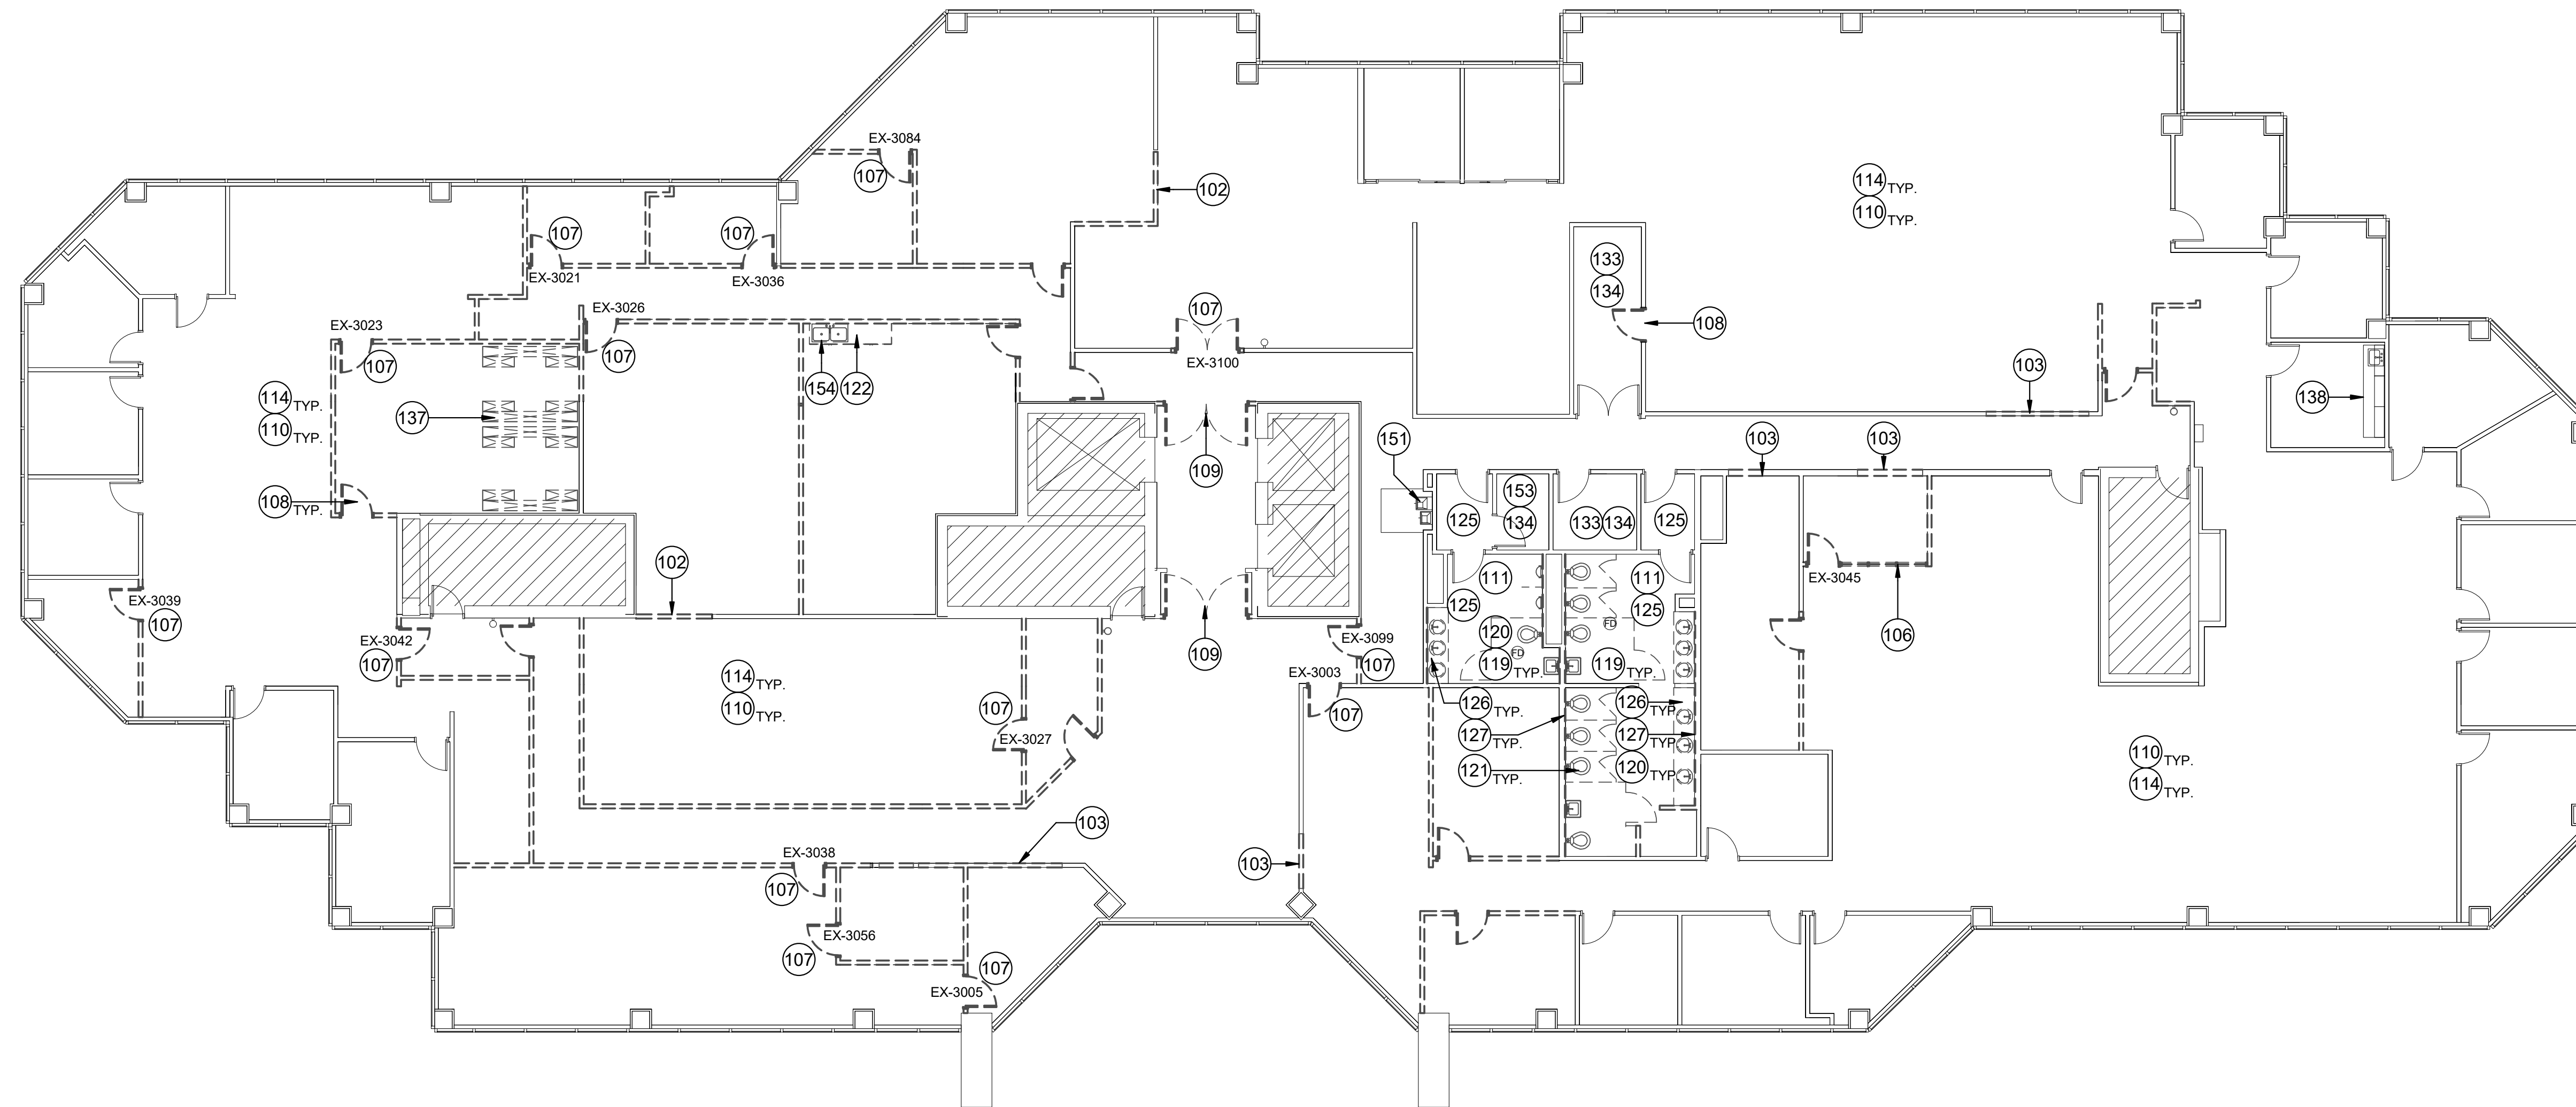 EX-3084
107
102
114 TYP.
110 TYP.
107
107
EX-3021
EX-3036
133
134
107
108
EX-3026
EX-3023
107
107
EX-3100
154
122
103
138
114 TYP.
110 TYP.
137
109
151
103
103
108 TYP.
125
153
134
133
134
125
102
111
125
111
125
EX-3045
106
EX-3039
107
EX-3042
107
EX-3099
107
120
119 TYP.
FD
FD
119 TYP.
109
114 TYP.
110 TYP.
EX-3003
107
107
EX-3027
126 TYP.
127 TYP.
121 TYP.
126 TYP
127 TYP
120 TYP
110 TYP.
114 TYP.
103
103
EX-3038
107
EX-3056
107
107
EX-3005